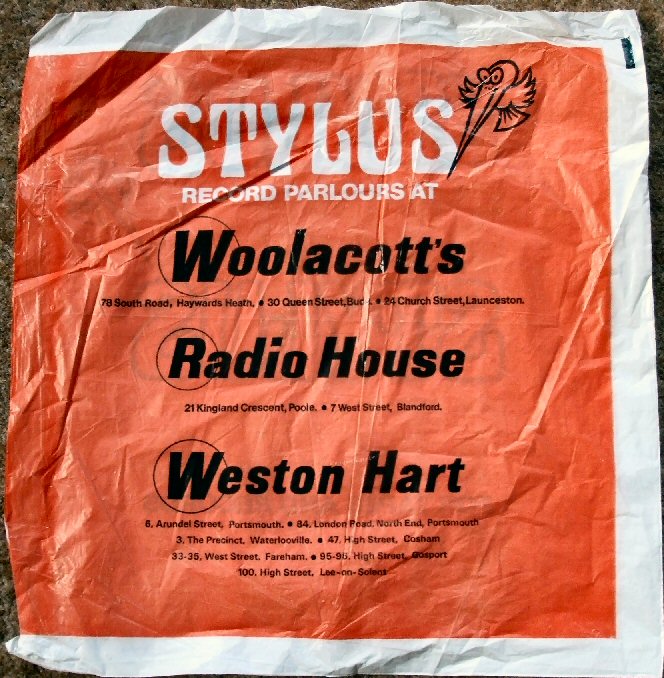 STYLUS
RECORD PARLOURS AT
Woolacott's
78 South Road, Haywards Heath. • 30 Queen Street, Bude. • 24 Church Street, Launceston.
Radio House
21 Kingland Crescent, Poole. • 7 West Street, Blandford.
Weston Hart
6, Arundel Street, Portsmouth. • 84, London Road, North End, Portsmouth
3, The Precinct, Waterlooville. • 47, High Street, Cosham
33-35, West Street, Fareham. • 95-96, High Street, Gosport
100, High Street, Lee-on-Solent